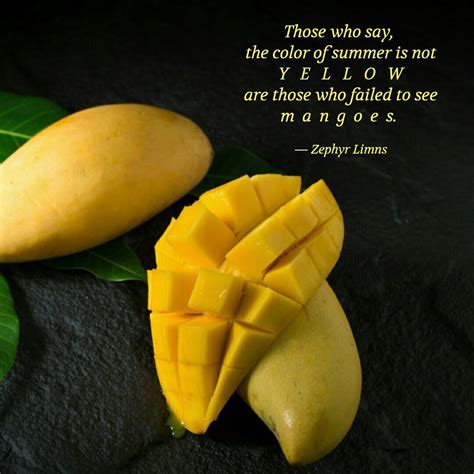 Those who say,
the color of summer is not
Y E L L O W
are those who failed to see
m a n g o e s.
— Zephyr Limns